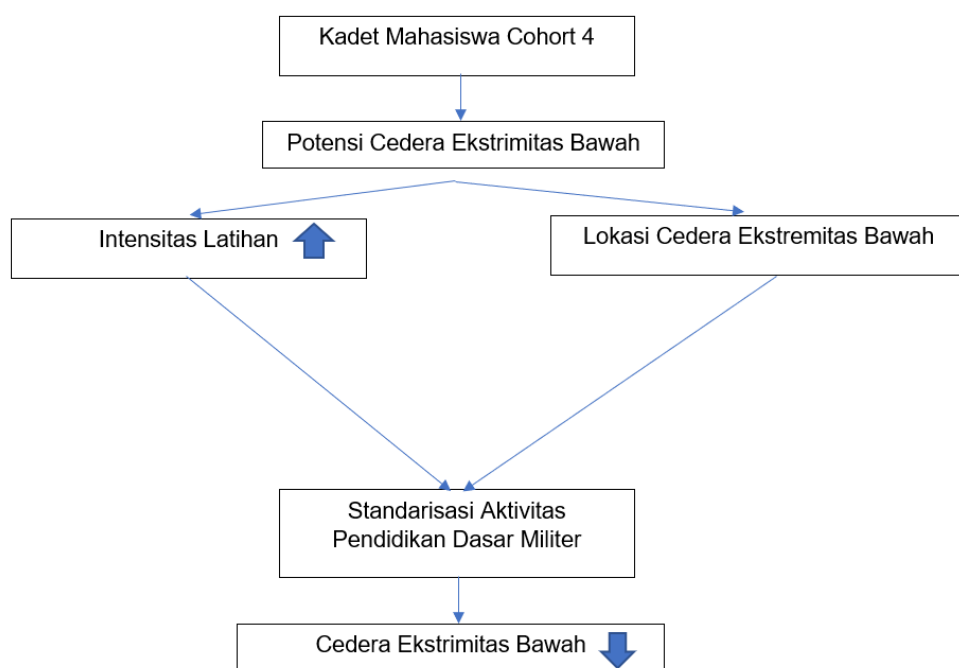 Kadet Mahasiswa Cohort 4
Potensi Cedera Ekstrimitas Bawah
Intensitas Latihan
Lokasi Cedera Ekstremitas Bawah
Standarisasi Aktivitas
Pendidikan Dasar Militer
Cedera Ekstrimitas Bawah